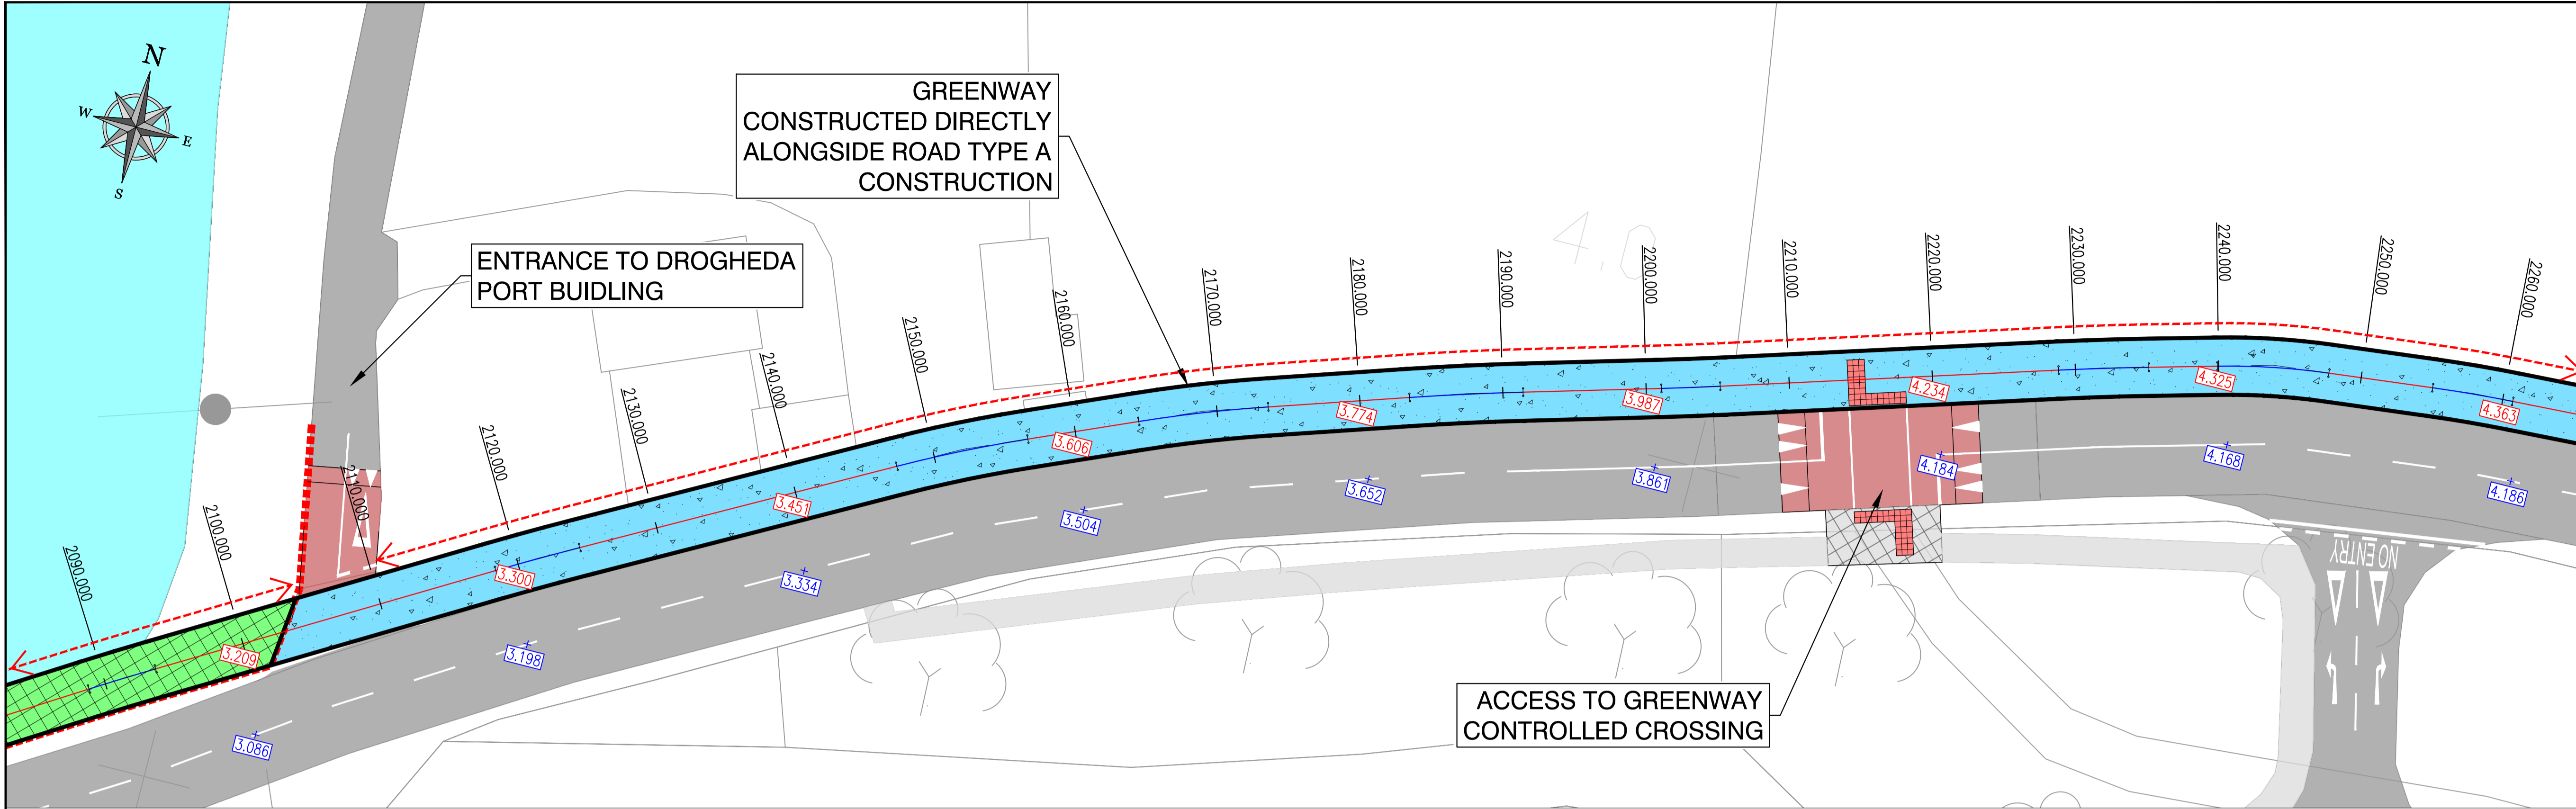 N
W
E
S
GREENWAY
CONSTRUCTED DIRECTLY
ALONGSIDE ROAD TYPE A
CONSTRUCTION
ENTRANCE TO DROGHEDA
PORT BUIDLING
40
2090.000
2100.000
2110.000
2120.000
2130.000
2140.000
2150.000
2160.000
2170.000
2180.000
2190.000
2200.000
2210.000
2220.000
2230.000
2240.000
2250.000
2260.000
3.209
3.300
3.451
3.606
3.774
3.987
4.234
4.325
4.363
3.086
3.198
3.334
3.504
3.652
3.861
4.184
4.168
4.186
NO ENTRY
ACCESS TO GREENWAY
CONTROLLED CROSSING